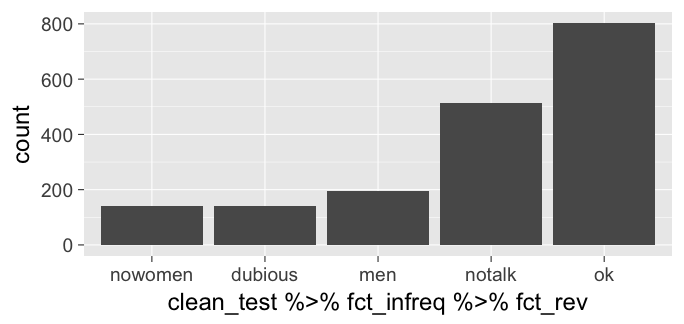 800
600
400
200
0
count
nowomen dubious men notalk ok
clean_test %>% fct_infreq %>% fct_rev